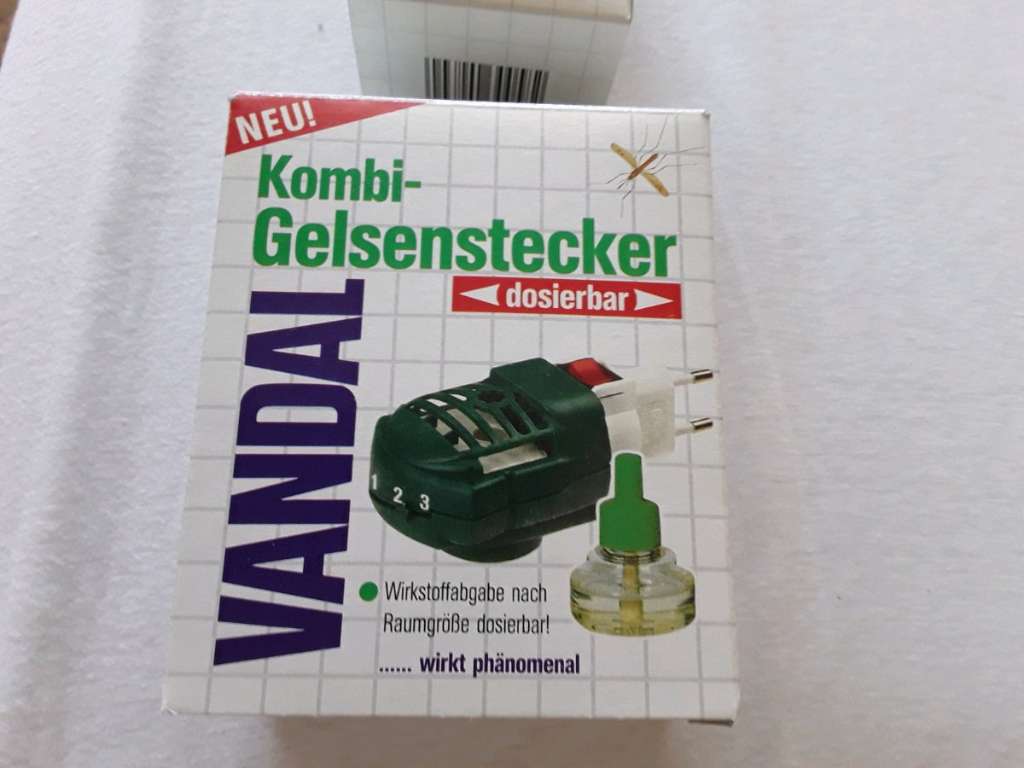 NEU!
Kombi-
Gelsenstecker
dosierbar
VANDAL
1 2 3
Wirkstoffabgabe nach
Raumgröße dosierbar!
...... wirkt phänomenal